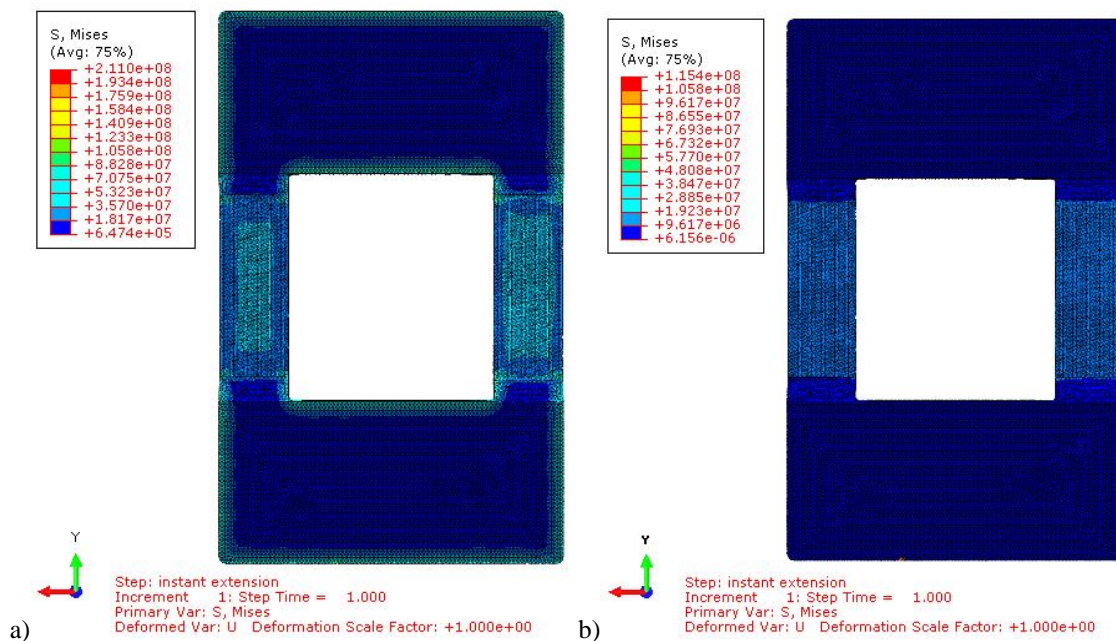 S, Mises
(Avg: 75%)
+2.110e+08
+1.934e+08
+1.759e+08
+1.584e+08
+1.409e+08
+1.233e+08
+1.058e+08
+8.828e+07
+7.075e+07
+5.323e+07
+3.570e+07
+1.817e+07
+6.474e+05
Y
Step: instant extension
Increment 1: Step Time = 1.000
Primary Var: S, Mises
Deformed Var: U Deformation Scale Factor: +1.000e+00
a)
S, Mises
(Avg: 75%)
+1.154e+08
+1.058e+08
+9.617e+07
+8.655e+07
+7.693e+07
+6.732e+07
+5.770e+07
+4.808e+07
+3.847e+07
+2.885e+07
+1.923e+07
+9.617e+06
+6.156e-06
Y
Step: instant extension
Increment 1: Step Time = 1.000
Primary Var: S, Mises
Deformed Var: U Deformation Scale Factor: +1.000e+00
b)